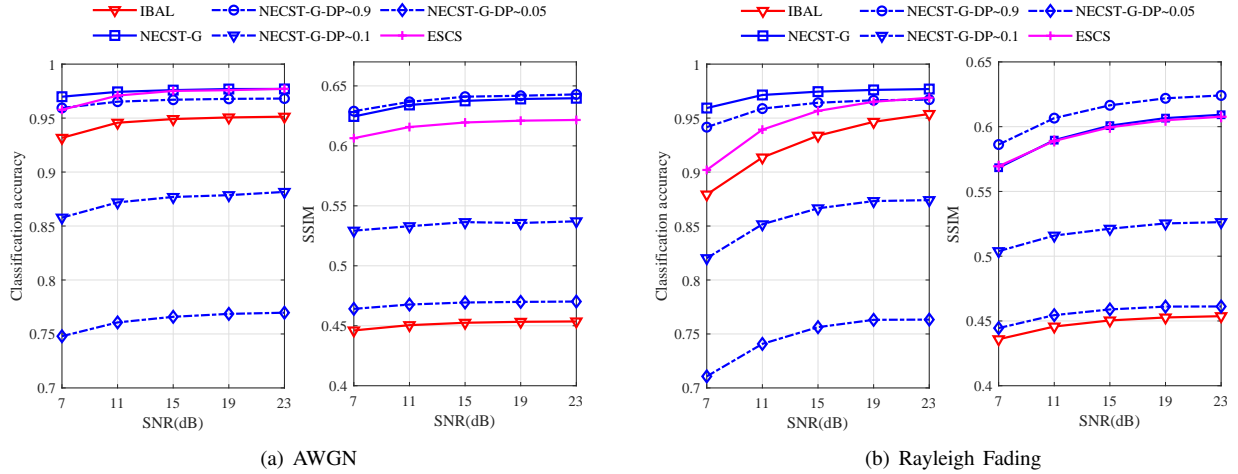 IBAL NECST-G-DP~0.9 NECST-G-DP~0.05
NECST-G NECST-G-DP~0.1 ESCS
1
0.95
0.9
0.85
0.8
0.75
0.7
Classification accuracy
7 11 15 19 23
SNR(dB)
0.65
0.6
0.55
0.5
0.45
0.4
SSIM
7 11 15 19 23
SNR(dB)
(a) AWGN
IBAL NECST-G-DP~0.9 NECST-G-DP~0.05
NECST-G NECST-G-DP~0.1 ESCS
1
0.95
0.9
0.85
0.8
0.75
0.7
Classification accuracy
7 11 15 19 23
SNR(dB)
0.65
0.6
0.55
0.5
0.45
0.4
SSIM
7 11 15 19 23
SNR(dB)
(b) Rayleigh Fading